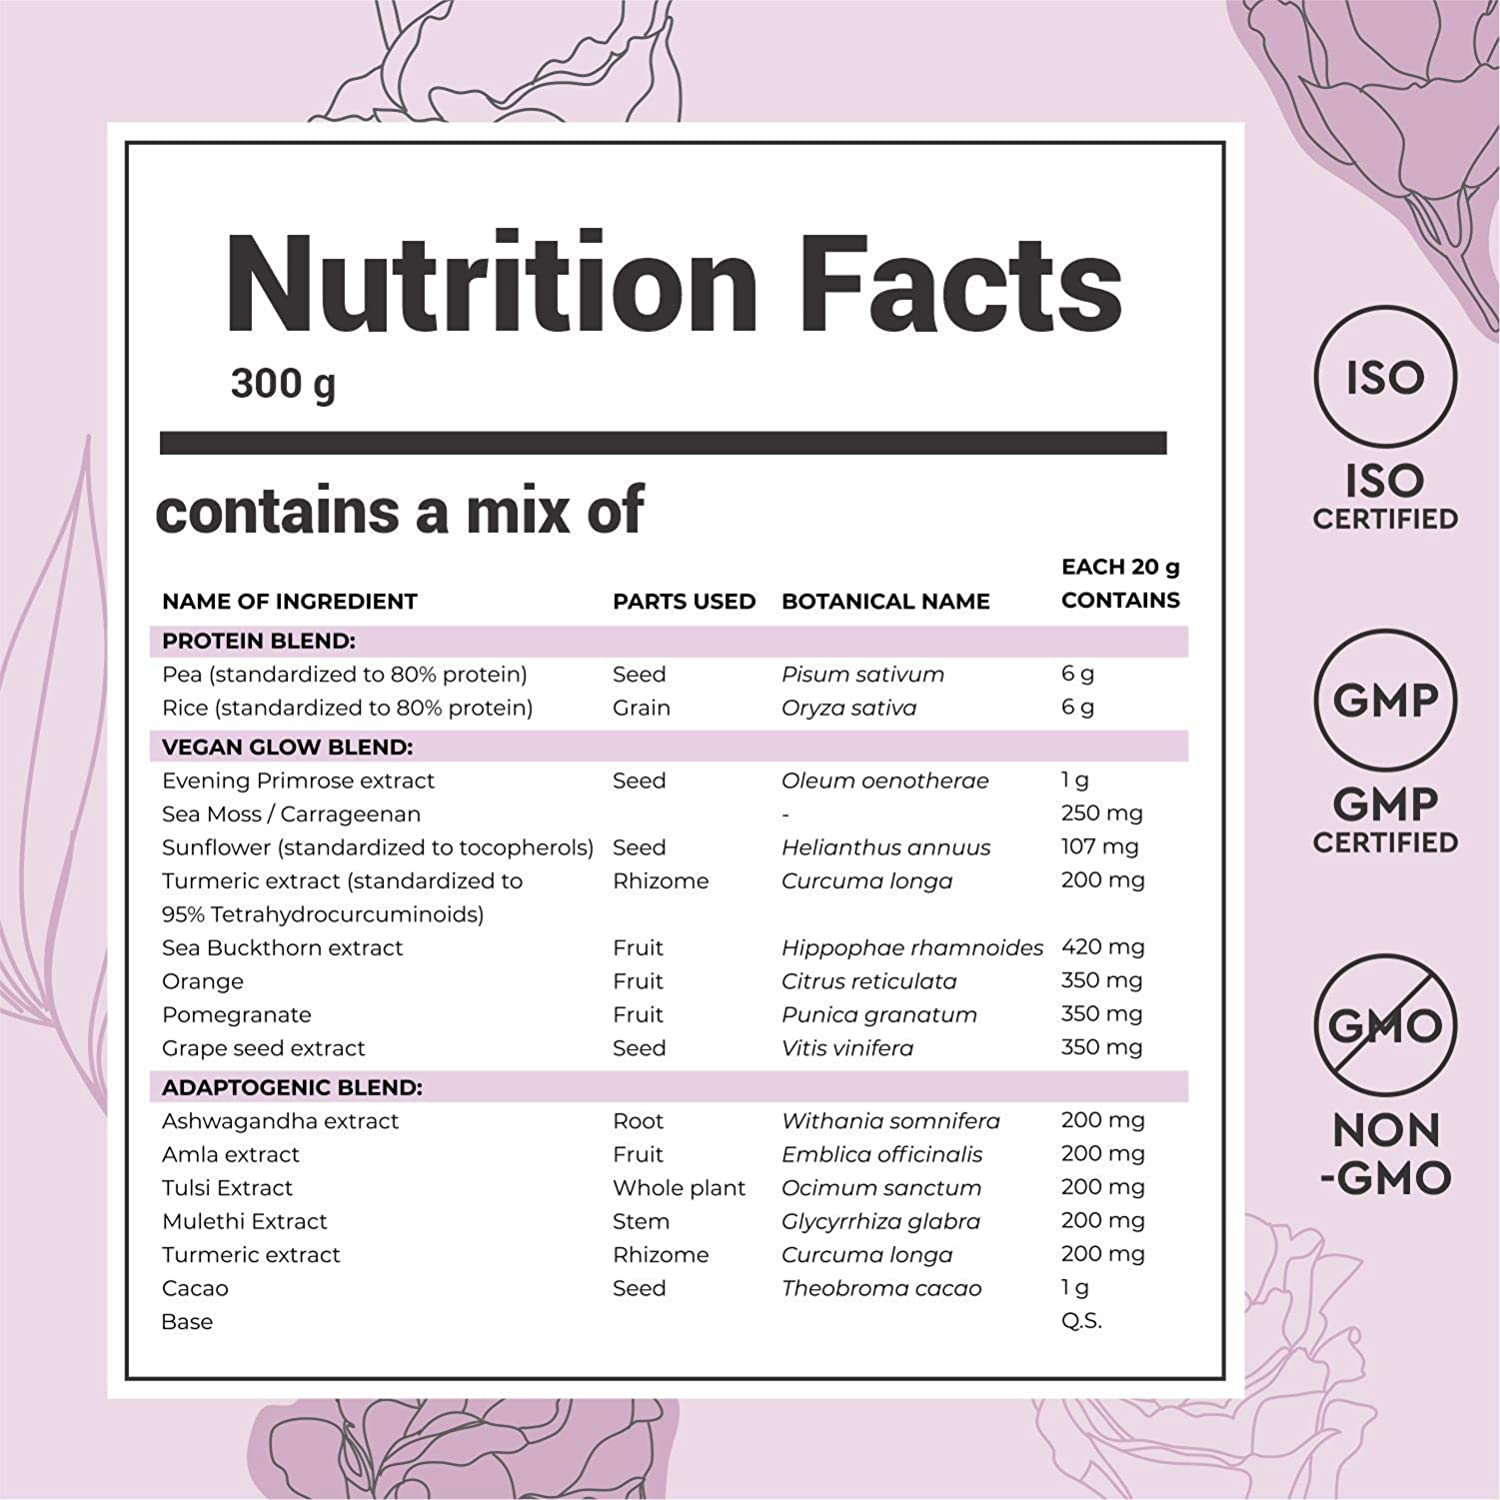 Nutrition Facts
300 g
contains a mix of
NAME OF INGREDIENT PARTS USED BOTANICAL NAME EACH 20 g CONTAINS
PROTEIN BLEND:
Pea (standardized to 80% protein) Seed Pisum sativum 6 g
Rice (standardized to 80% protein) Grain Oryza sativa 6 g
VEGAN GLOW BLEND:
Evening Primrose extract Seed Oleum oenotherae 1 g
Sea Moss / Carrageenan - 250 mg
Sunflower (standardized to tocopherols) Seed Helianthus annuus 107 mg
Turmeric extract (standardized to Rhizome Curcuma longa 200 mg
95% Tetrahydrocurcuminoids)
Sea Buckthorn extract Fruit Hippophae rhamnoides 420 mg
Orange Fruit Citrus reticulata 350 mg
Pomegranate Fruit Punica granatum 350 mg
Grape seed extract Seed Vitis vinifera 350 mg
ADAPTOGENIC BLEND:
Ashwagandha extract Root Withania somnifera 200 mg
Amla extract Fruit Emblica officinalis 200 mg
Tulsi Extract Whole plant Ocimum sanctum 200 mg
Mulethi Extract Stem Glycyrrhiza glabra 200 mg
Turmeric extract Rhizome Curcuma longa 200 mg
Cacao Seed Theobroma cacao 1 g
Base Q.S.
ISO
ISO
CERTIFIED
GMP
GMP
CERTIFIED
GMO
NON
-GMO